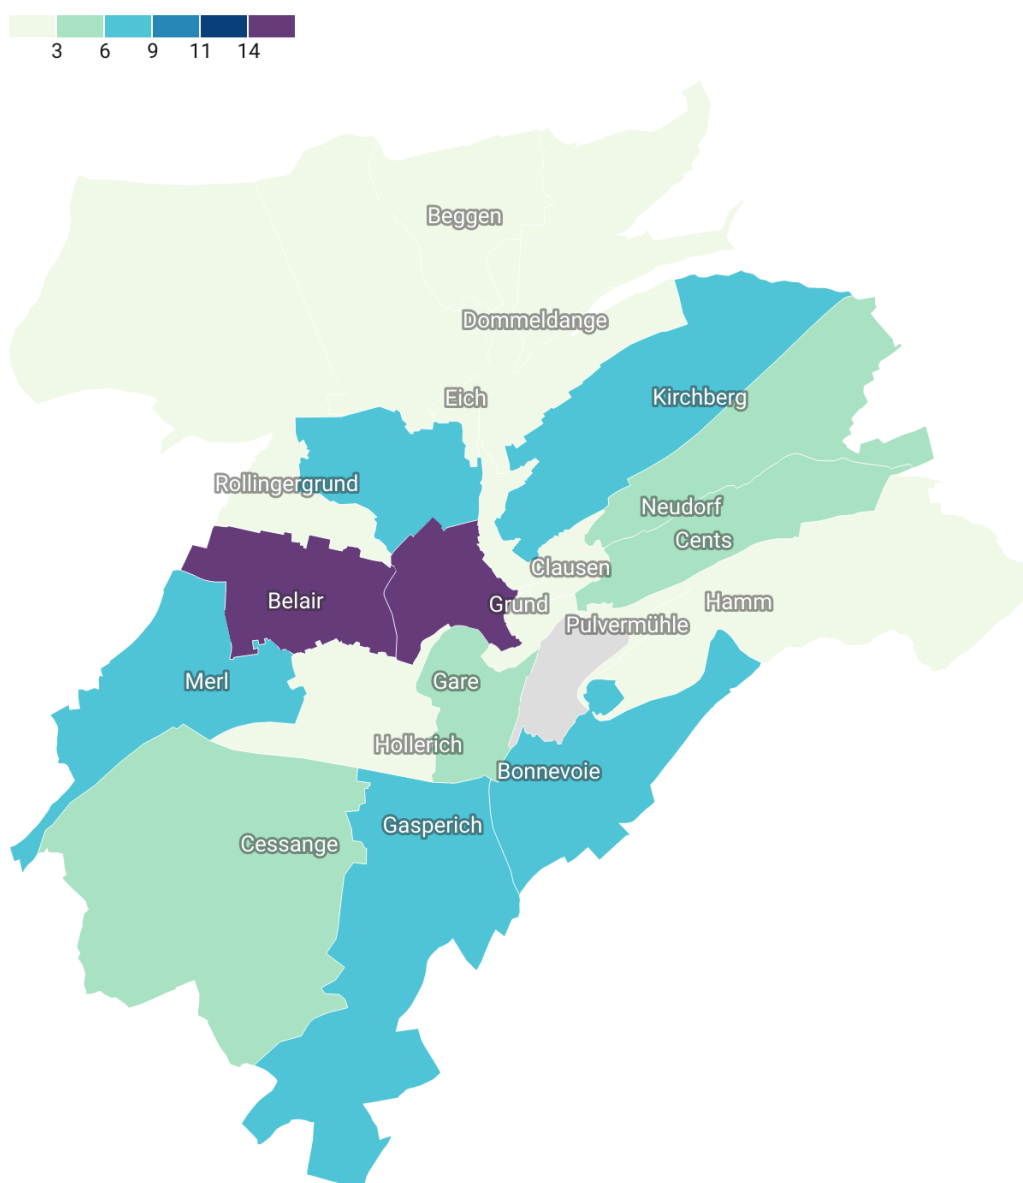 3 6 9 11 14
Beggen
Dommeldange
Eich
Kirchberg
Rollingergrund
Neudorf
Cents
Clausen
Belair
Grund
Hamm
Pulvermühle
Merl
Gare
Hollerich
Bonnevoie
Gasperich
Cessange